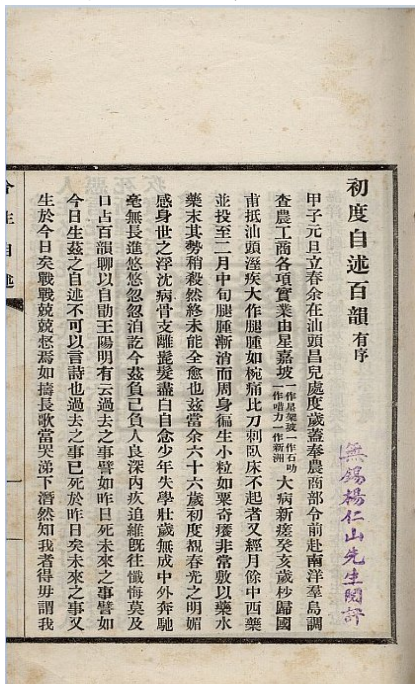 初度自述百韻 有序
無錫楊仁山先生閱評
甲子元旦立春余在汕頭昌兒處度歲蓋奉農商部令前赴南洋羣島調
查農工商各項實業由星嘉坡一作星架坡一作石叻一作嘈力一作新洲大病新瘥癸亥歲杪歸國
甫抵汕頭溼疾大作腿腫如椀痛比刀刺臥床不起者又經月餘中西藥
並投至二月中旬腿腫漸消而周身徧生小粒如粟奇癢非常敷以藥水
藥末其勢稍殺然終未能全愈也兹當余六十六歲初度覩春光之明媚
感身世之浮沈病骨支離髭髮盡白自念少年失學壯歲無成中外奔馳
毫無長進悠悠忽忽泊訖今兹負己負人良深內疚追維既往懺悔莫及
口占百韻聊以自勖王陽明有云過去之事譬如昨日死未來之事譬如
今日生兹之自述不可以言詩也過去之事已死於昨日矣未來之事又
生於今日矣戰戰兢兢惄焉如擣長歌當哭涕下潸然知我者得毋謂我
今生自述